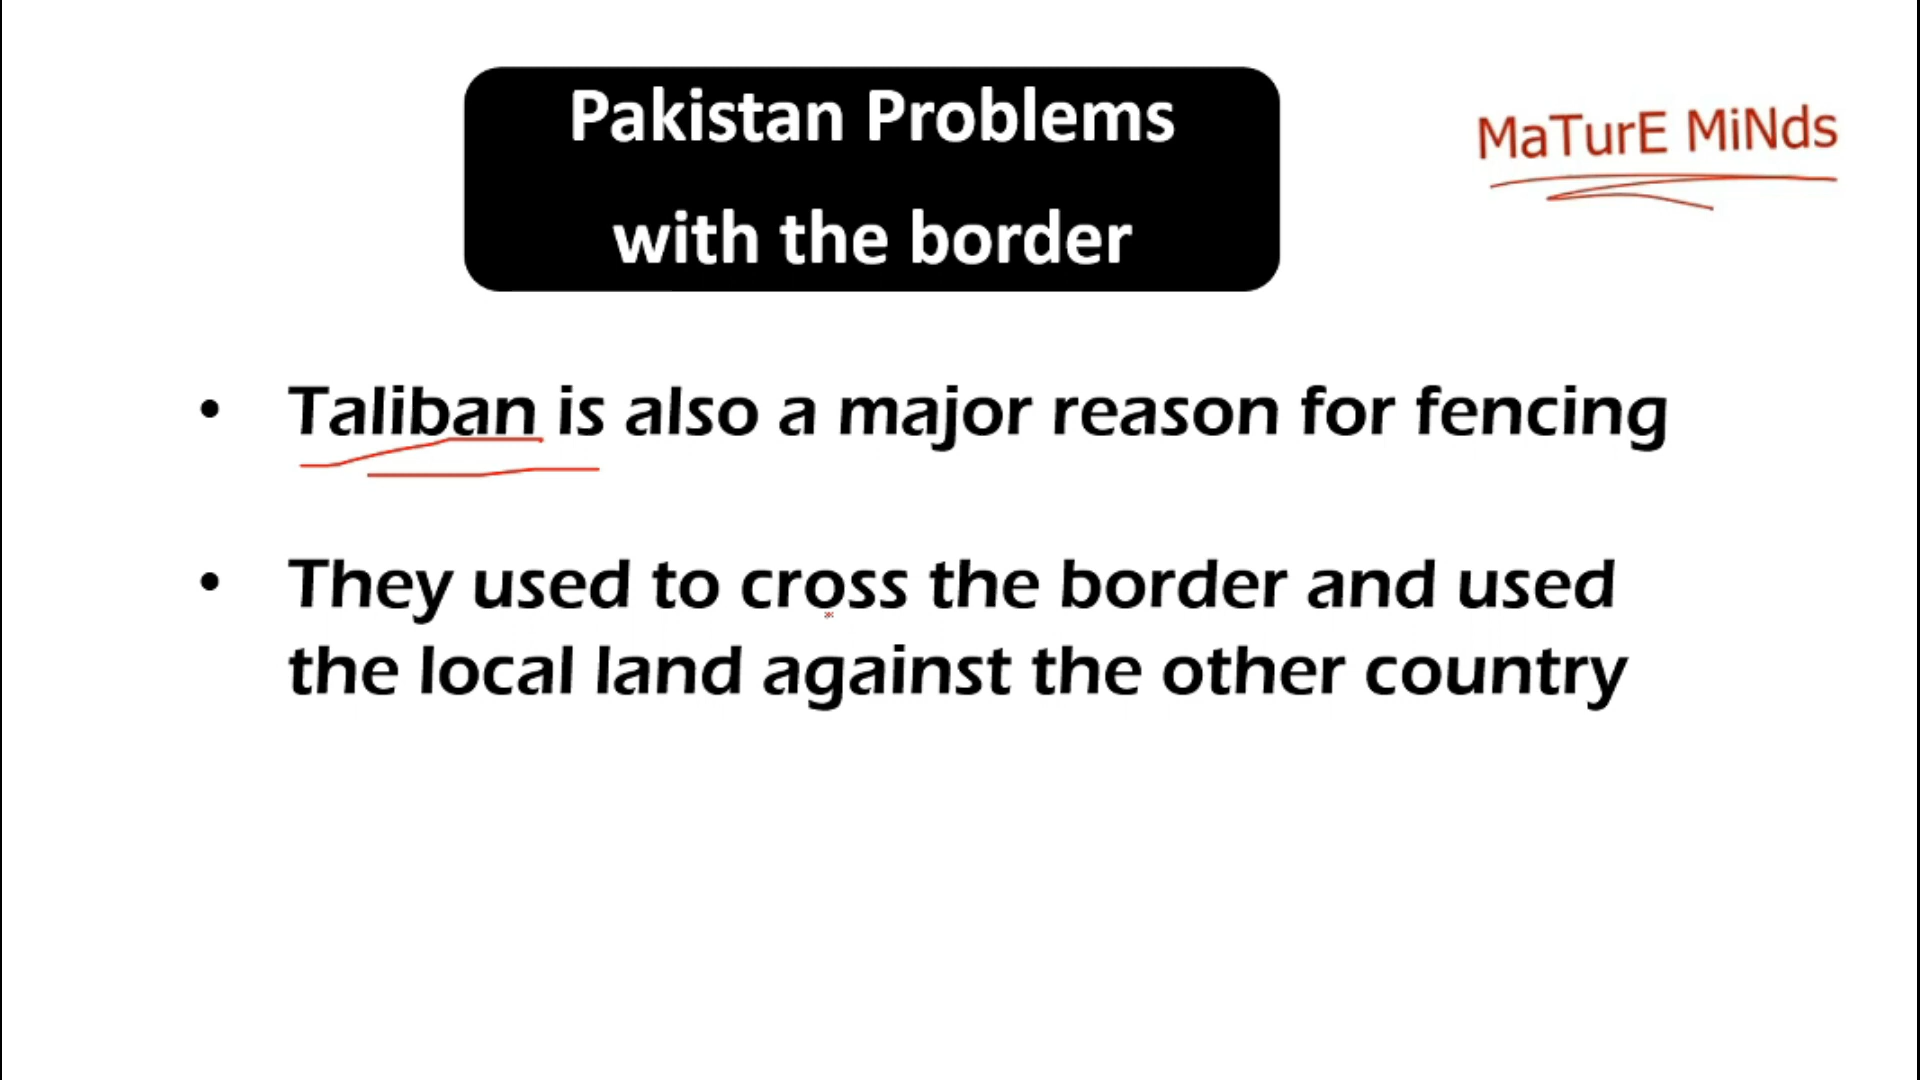 Pakistan Problems
with the border
MaTurE MiNds
• Taliban is also a major reason for fencing
• They used to cross the border and used
the local land against the other country